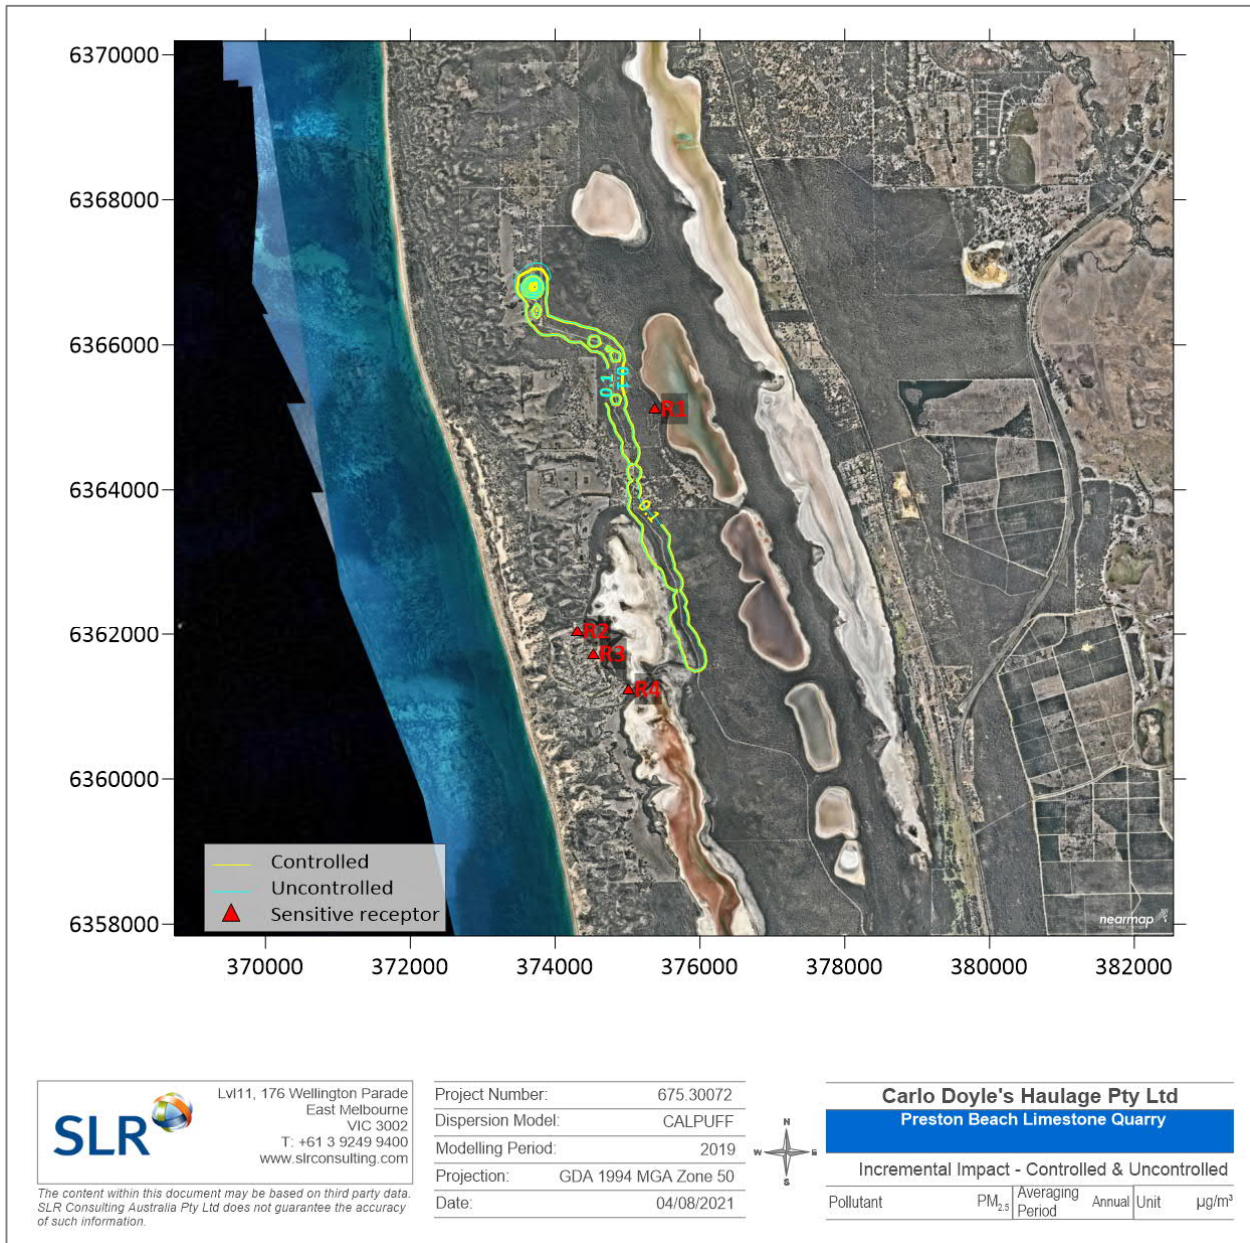 6370000
6368000
6366000
6364000
6362000
6360000
6358000
0.1
0.1
0.1
R1
R2
R3
R4
Controlled
Uncontrolled
Sensitive receptor
nearmap
370000 372000 374000 376000 378000 380000 382000
SLR
Lvl11, 176 Wellington Parade
East Melbourne
VIC 3002
T: +61 3 9249 9400
www.slrconsulting.com
The content within this document may be based on third party data.
SLR Consulting Australia Pty Ltd does not guarantee the accuracy
of such information.
Project Number: 675.30072
Dispersion Model: CALPUFF
Modelling Period: 2019
Projection: GDA 1994 MGA Zone 50
Date: 04/08/2021
N
W E
S
Carlo Doyle's Haulage Pty Ltd
Preston Beach Limestone Quarry
Incremental Impact - Controlled & Uncontrolled
Pollutant PM2.5 Averaging Period Annual Unit µg/m³